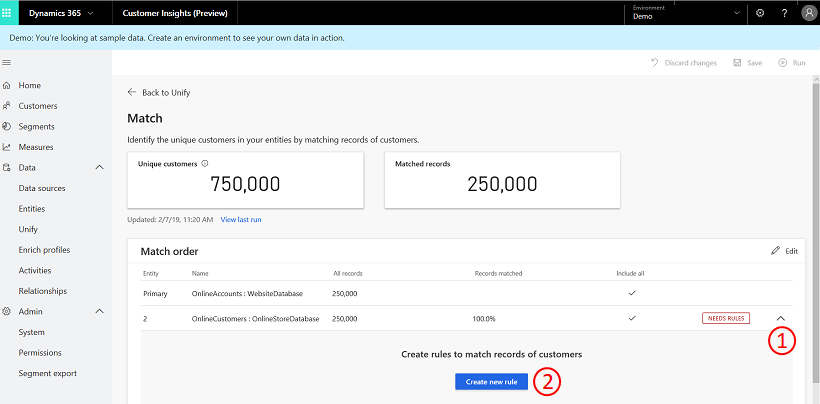 Dynamics 365 Customer Insights (Preview) Environment
Demo ?
Demo: You're looking at sample data. Create an environment to see your own data in action.
Discard changes Save Run
Home
Customers
Segments
Measures
Data
Data sources
Entities
Unify
Enrich profiles
Activities
Relationships
Admin
System
Permissions
Segment export
Back to Unify
Match
Identify the unique customers in your entities by matching records of customers.
Unique customers Matched records
750,000 250,000
Updated: 2/7/19, 11:20 AM View last run
Match order Edit
Entity Name All records Records matched Include all
Primary OnlineAccounts : WebsiteDatabase 250,000
2 OnlineCustomers : OnlineStoreDatabase 250,000 100.0% NEEDS RULES
1
Create rules to match records of customers
Create new rule 2